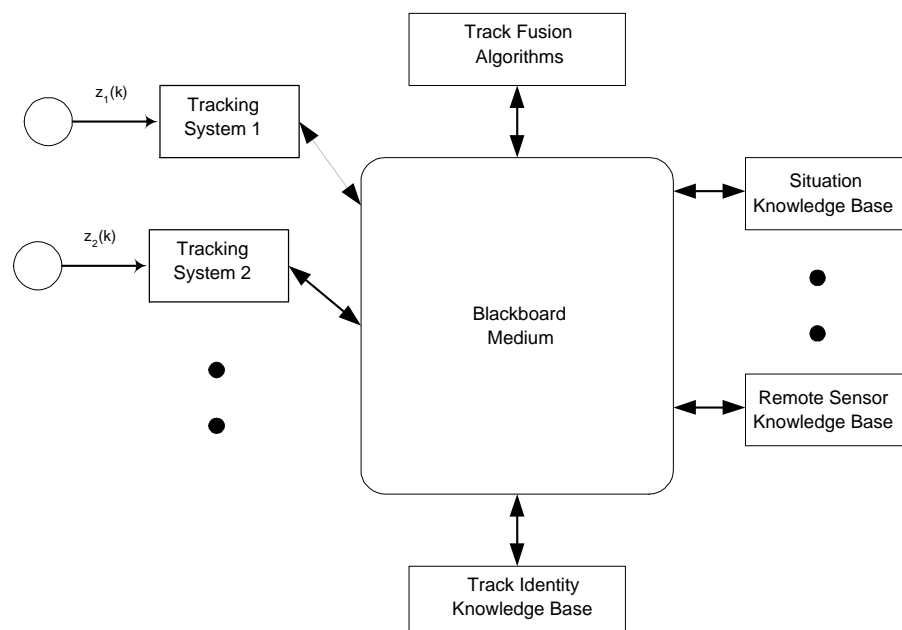 Track Fusion
Algorithms
z1(k)
Tracking
System 1
Situation
Knowledge Base
z2(k)
Tracking
System 2
Blackboard
Medium
Remote Sensor
Knowledge Base
Track Identity
Knowledge Base